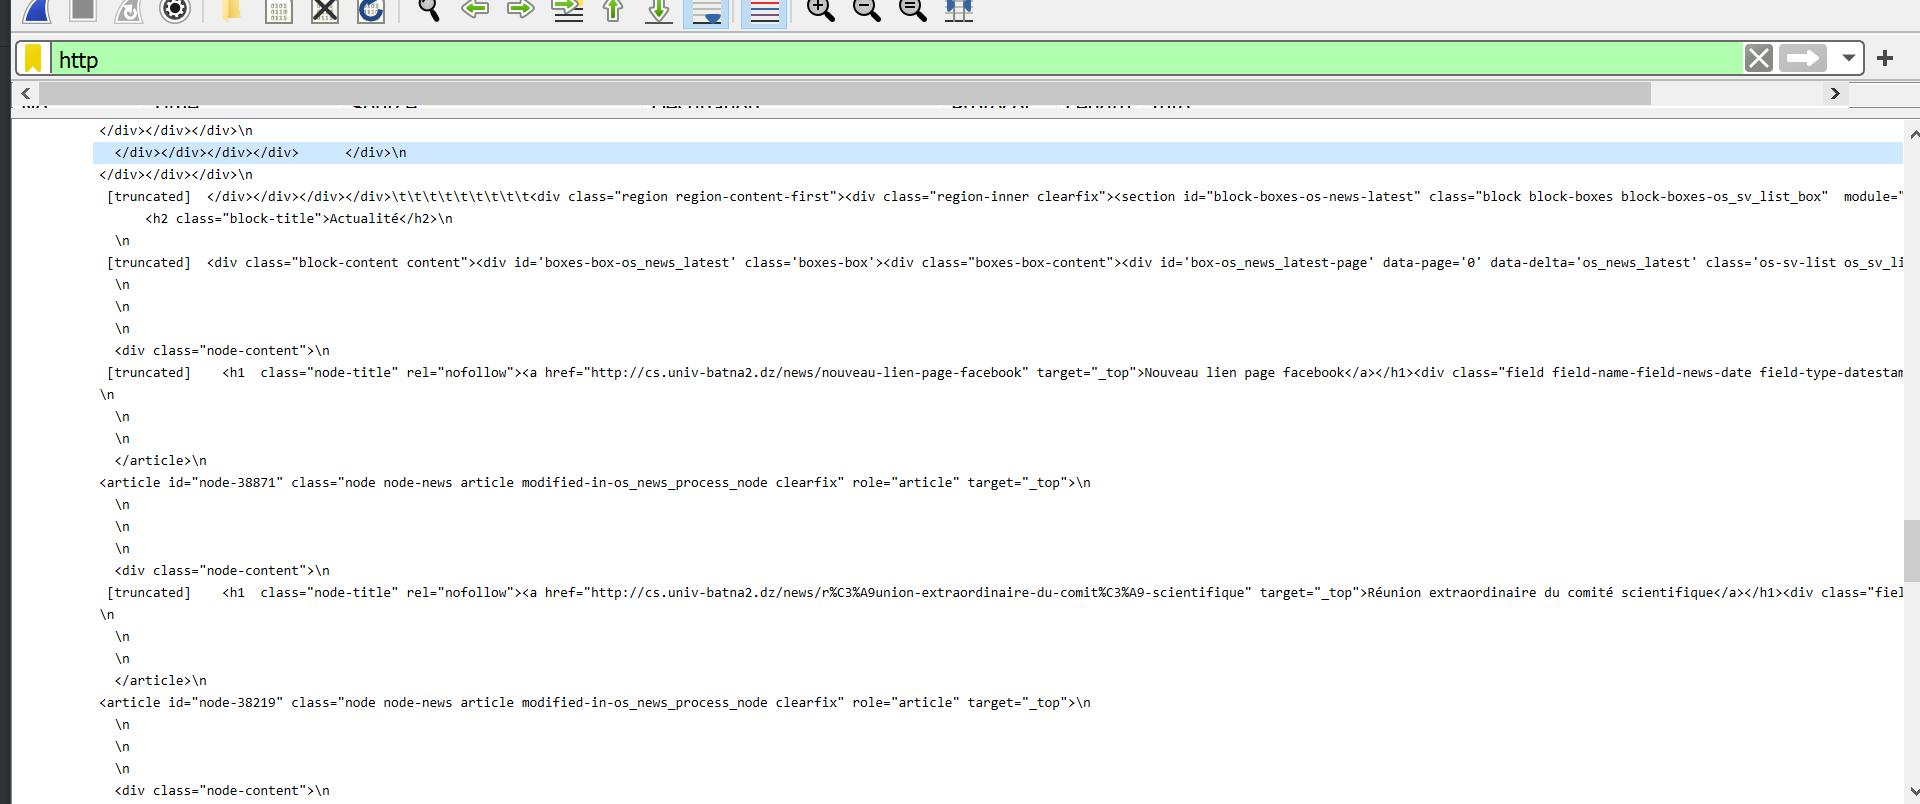 http
</div></div></div>\n
</div></div></div></div>      </div>\n
</div></div></div>\n
[truncated]  </div></div></div></div>\t\t\t\t\t\t\t\t\t<div class="region region-content-first"><div class="region-inner clearfix"><section id="block-boxes-os-news-latest" class="block block-boxes block-boxes-os_sv_list_box"  module="
<h2 class="block-title">Actualité</h2>\n
\n
[truncated]  <div class="block-content content"><div id='boxes-box-os_news_latest' class='boxes-box'><div class="boxes-box-content"><div id='box-os_news_latest-page' data-page='0' data-delta='os_news_latest' class='os-sv-list os_sv_li
\n
\n
\n
<div class="node-content">\n
[truncated]    <h1  class="node-title" rel="nofollow"><a href="http://cs.univ-batna2.dz/news/nouveau-lien-page-facebook" target="_top">Nouveau lien page facebook</a></h1><div class="field field-name-field-news-date field-type-datestam
\n
\n
\n
</article>\n
<article id="node-38871" class="node node-news article modified-in-os_news_process_node clearfix" role="article" target="_top">\n
\n
\n
\n
<div class="node-content">\n
[truncated]    <h1  class="node-title" rel="nofollow"><a href="http://cs.univ-batna2.dz/news/r%C3%A9union-extraordinaire-du-comit%C3%A9-scientifique" target="_top">Réunion extraordinaire du comité scientifique</a></h1><div class="fiel
\n
\n
\n
</article>\n
<article id="node-38219" class="node node-news article modified-in-os_news_process_node clearfix" role="article" target="_top">\n
\n
\n
\n
<div class="node-content">\n